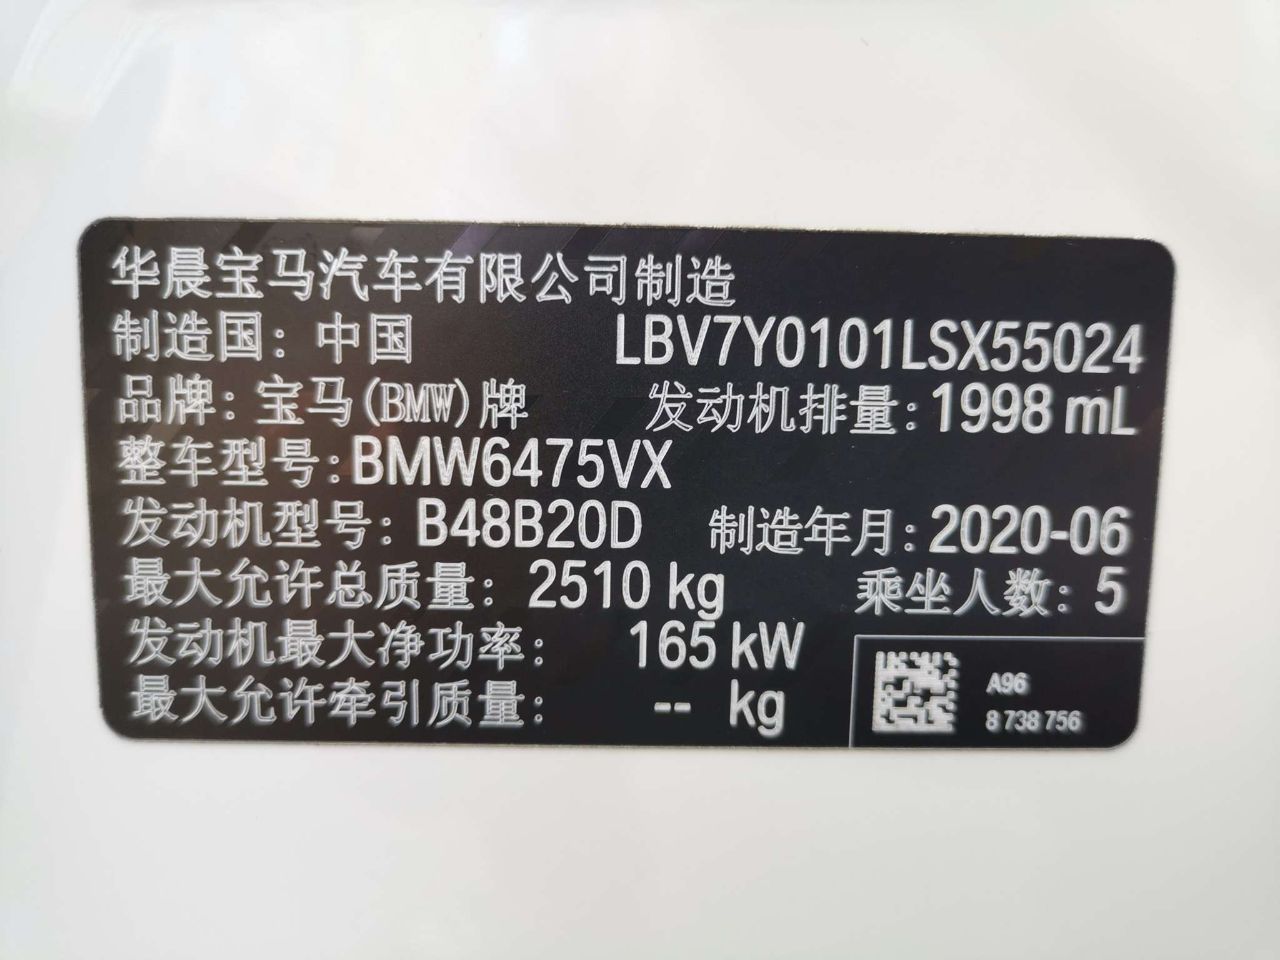 华晨宝马汽车有限公司制造
制造国：中国 LBV7Y0101LSX55024
品牌：宝马(BMW)牌 发动机排量：1998 mL
整车型号：BMW6475VX
发动机型号：B48B20D 制造年月：2020-06
最大允许总质量：2510 kg 乘坐人数：5
发动机最大净功率：165 kW
最大允许牵引质量：-- kg
A96
8 738 756